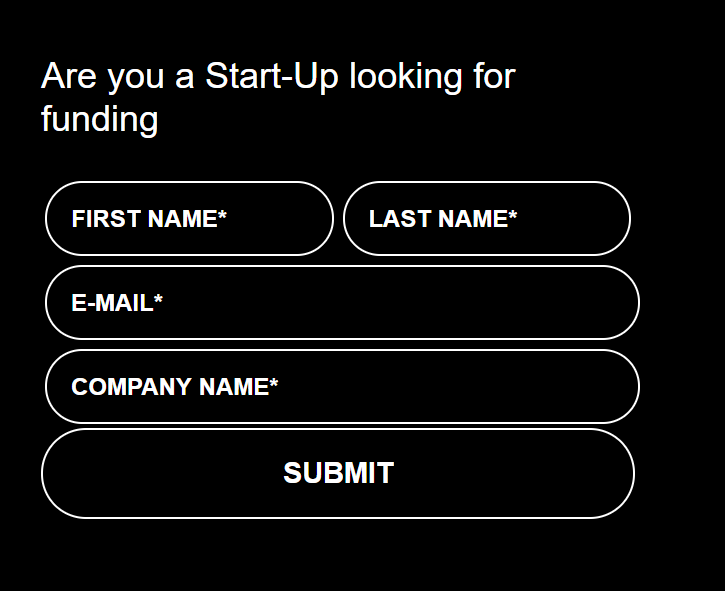 Are you a Start-Up looking for
funding
FIRST NAME* LAST NAME*
E-MAIL*
COMPANY NAME*
SUBMIT